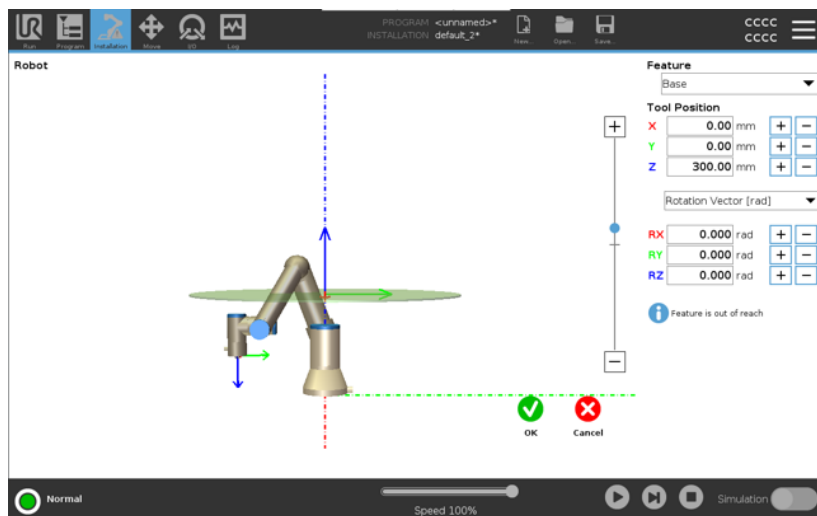 PROGRAM <unnamed>*
INSTALLATION default_2*
CCCC
CCCC
Run Program Installation Move I/O Log New... Open... Save...
Robot
Feature
Base
Tool Position
X 0.00 mm + −
Y 0.00 mm + −
Z 300.00 mm + −
Rotation Vector [rad]
RX 0.000 rad + −
RY 0.000 rad + −
RZ 0.000 rad + −
i Feature is out of reach
OK Cancel
Normal
Speed 100%
Simulation